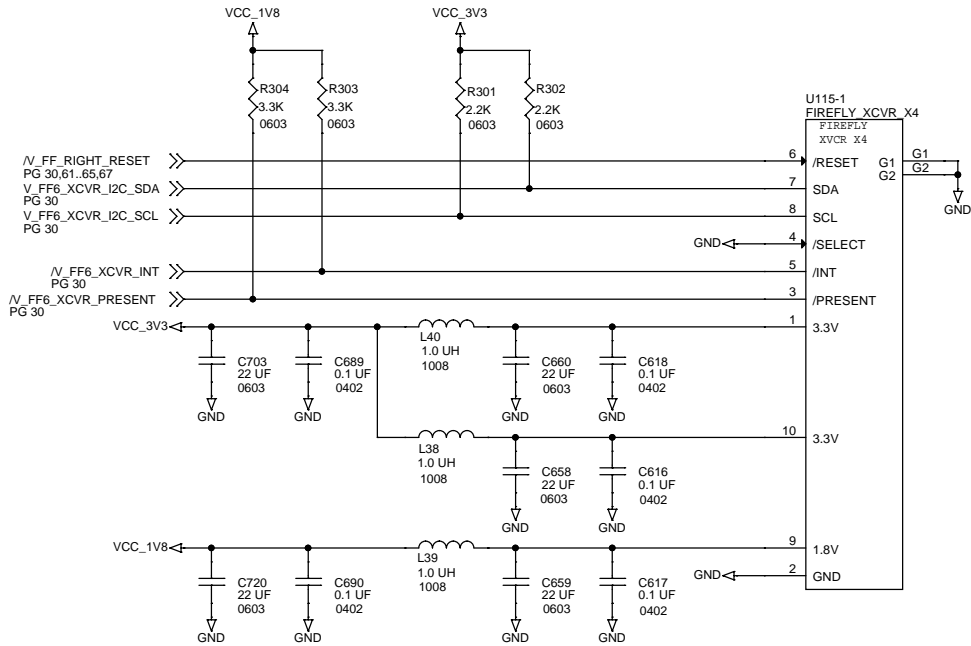 VCC_1V8
VCC_3V3
R304
3.3K
0603
R303
3.3K
0603
R301
2.2K
0603
R302
2.2K
0603
U115-1
FIREFLY_XCVR_X4
FIREFLY
XVCR X4
/V_FF_RIGHT_RESET
PG 30,61..65,67
6
/RESET
G1
G1
G2
G2
GND
V_FF6_XCVR_I2C_SDA
PG 30
7
SDA
V_FF6_XCVR_I2C_SCL
PG 30
8
SCL
GND
4
/SELECT
/V_FF6_XCVR_INT
PG 30
5
/INT
/V_FF6_XCVR_PRESENT
PG 30
3
/PRESENT
VCC_3V3
1
3.3V
L40
1.0 UH
1008
C703
22 UF
0603
GND
C689
0.1 UF
0402
GND
C660
22 UF
0603
GND
C618
0.1 UF
0402
GND
10
3.3V
L38
1.0 UH
1008
C658
22 UF
0603
GND
C616
0.1 UF
0402
GND
VCC_1V8
9
1.8V
L39
1.0 UH
1008
GND
2
GND
C720
22 UF
0603
GND
C690
0.1 UF
0402
GND
C659
22 UF
0603
GND
C617
0.1 UF
0402
GND